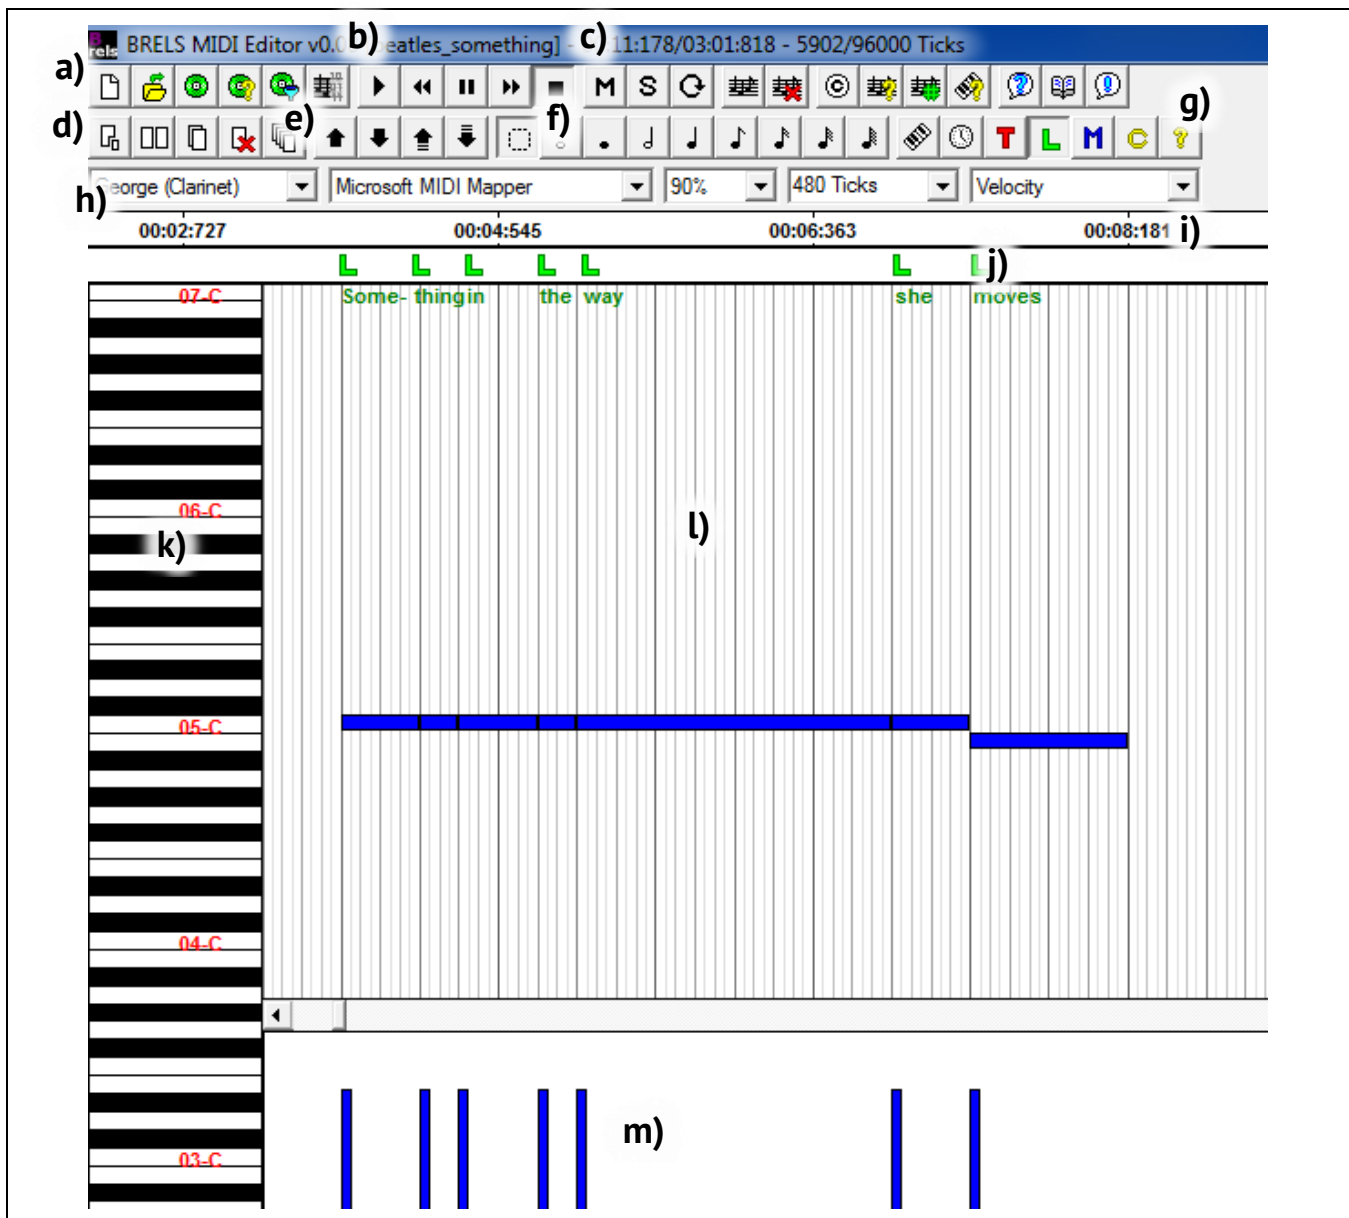 b) c)
BRELS MIDI Editor v0.0 eatles_something] - 11:178/03:01:818 - 5902/96000 Ticks
a)
M S ©
g)
d) e) f)
T L M C ?
George (Clarinet) Microsoft MIDI Mapper 90% 480 Ticks Velocity
h)
00:02:727 00:04:545 00:06:363 00:08:181 i)
L L L L L L L j)
07-C Some- thing in the way she moves
06-C
k) l)
05-C
04-C
m)
03-C